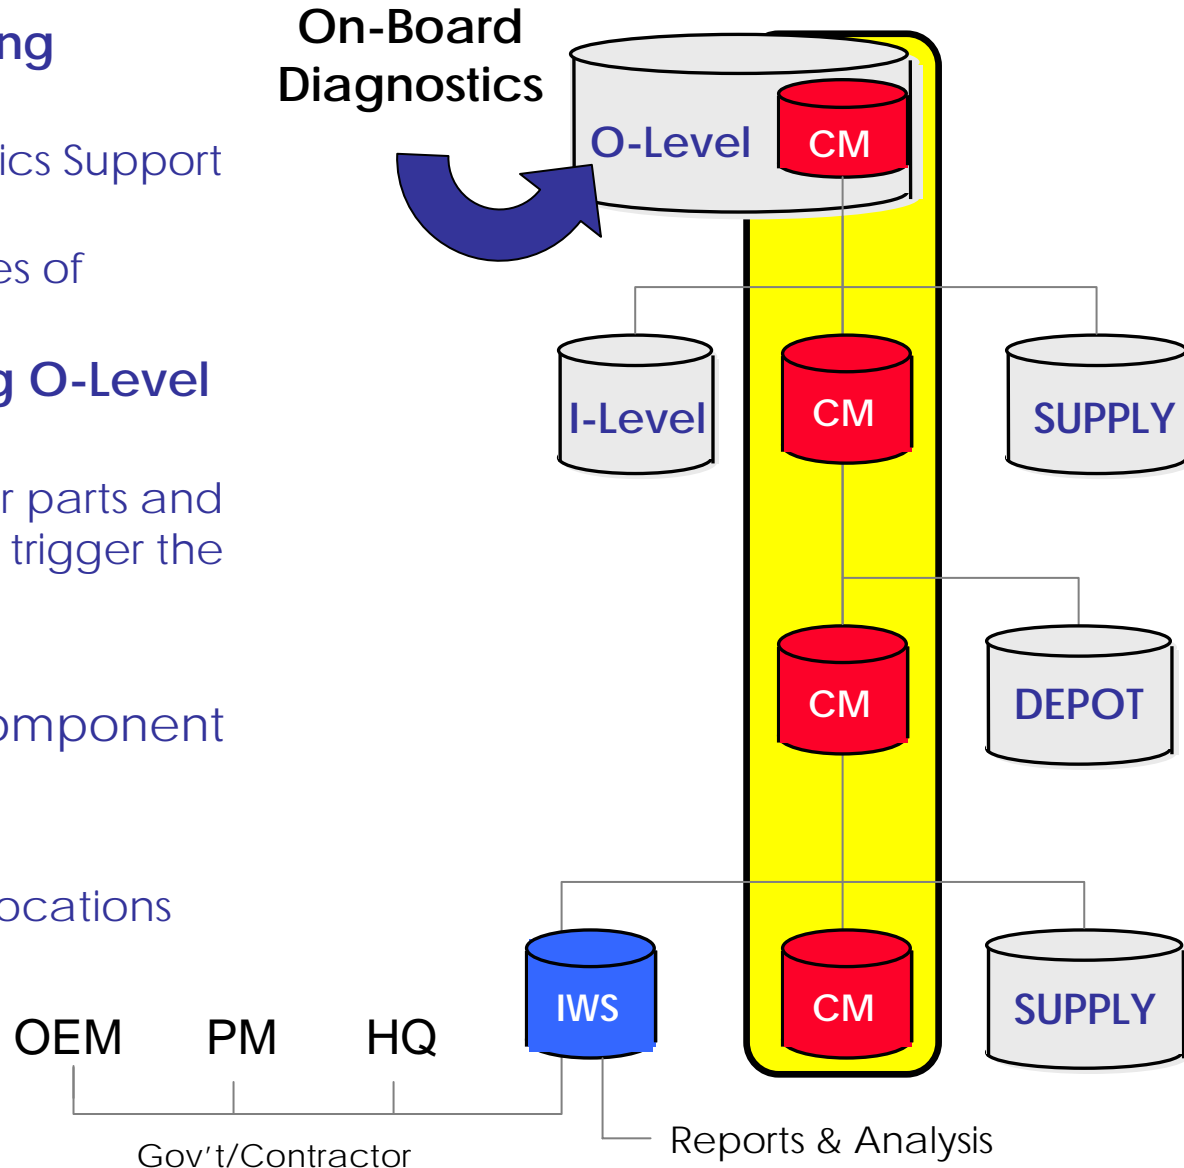 ng
ics Support
es of
g O-Level
r parts and
trigger the
omponent
ocations
On-Board
Diagnostics
O-Level
CM
I-Level
CM
SUPPLY
CM
DEPOT
IWS
CM
SUPPLY
OEM PM HQ
Gov't/Contractor
Reports & Analysis